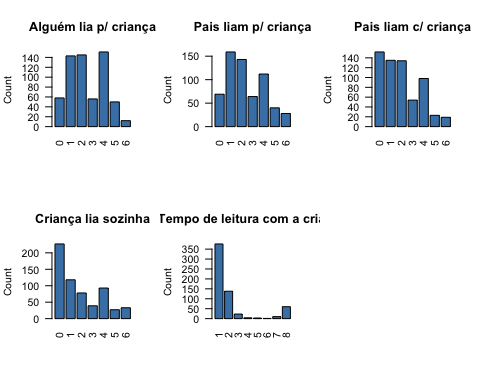 Alguém lia p/ criança
Count
0 20 40 60 80 100 120 140
0 1 2 3 4 5 6
Pais liam p/ criança
Count
0 50 100 150
0 1 2 3 4 5 6
Pais liam c/ criança
Count
0 20 40 60 80 100 120 140
0 1 2 3 4 5 6
Criança lia sozinha
Count
0 50 100 150 200
0 1 2 3 4 5 6
Tempo de leitura com a cria
Count
0 50 100 150 200 250 300 350
1 2 3 4 5 6 7 8